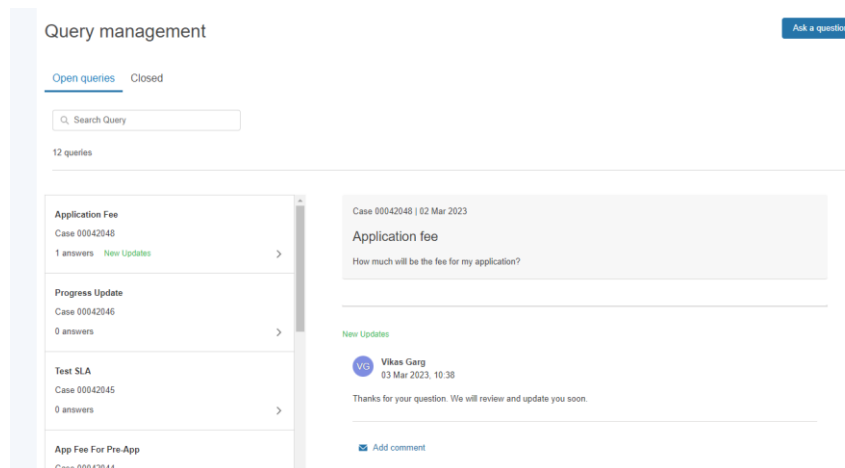 Query management
Ask a question
Open queries Closed
Search Query
12 queries
Application Fee
Case 00042048
1 answers New Updates
Progress Update
Case 00042046
0 answers
Test SLA
Case 00042045
0 answers
App Fee For Pre-App
Case 00042044
Case 00042048 | 02 Mar 2023
Application fee
How much will be the fee for my application?
New Updates
VG
Vikas Garg
03 Mar 2023, 10:38
Thanks for your question. We will review and update you soon.
Add comment